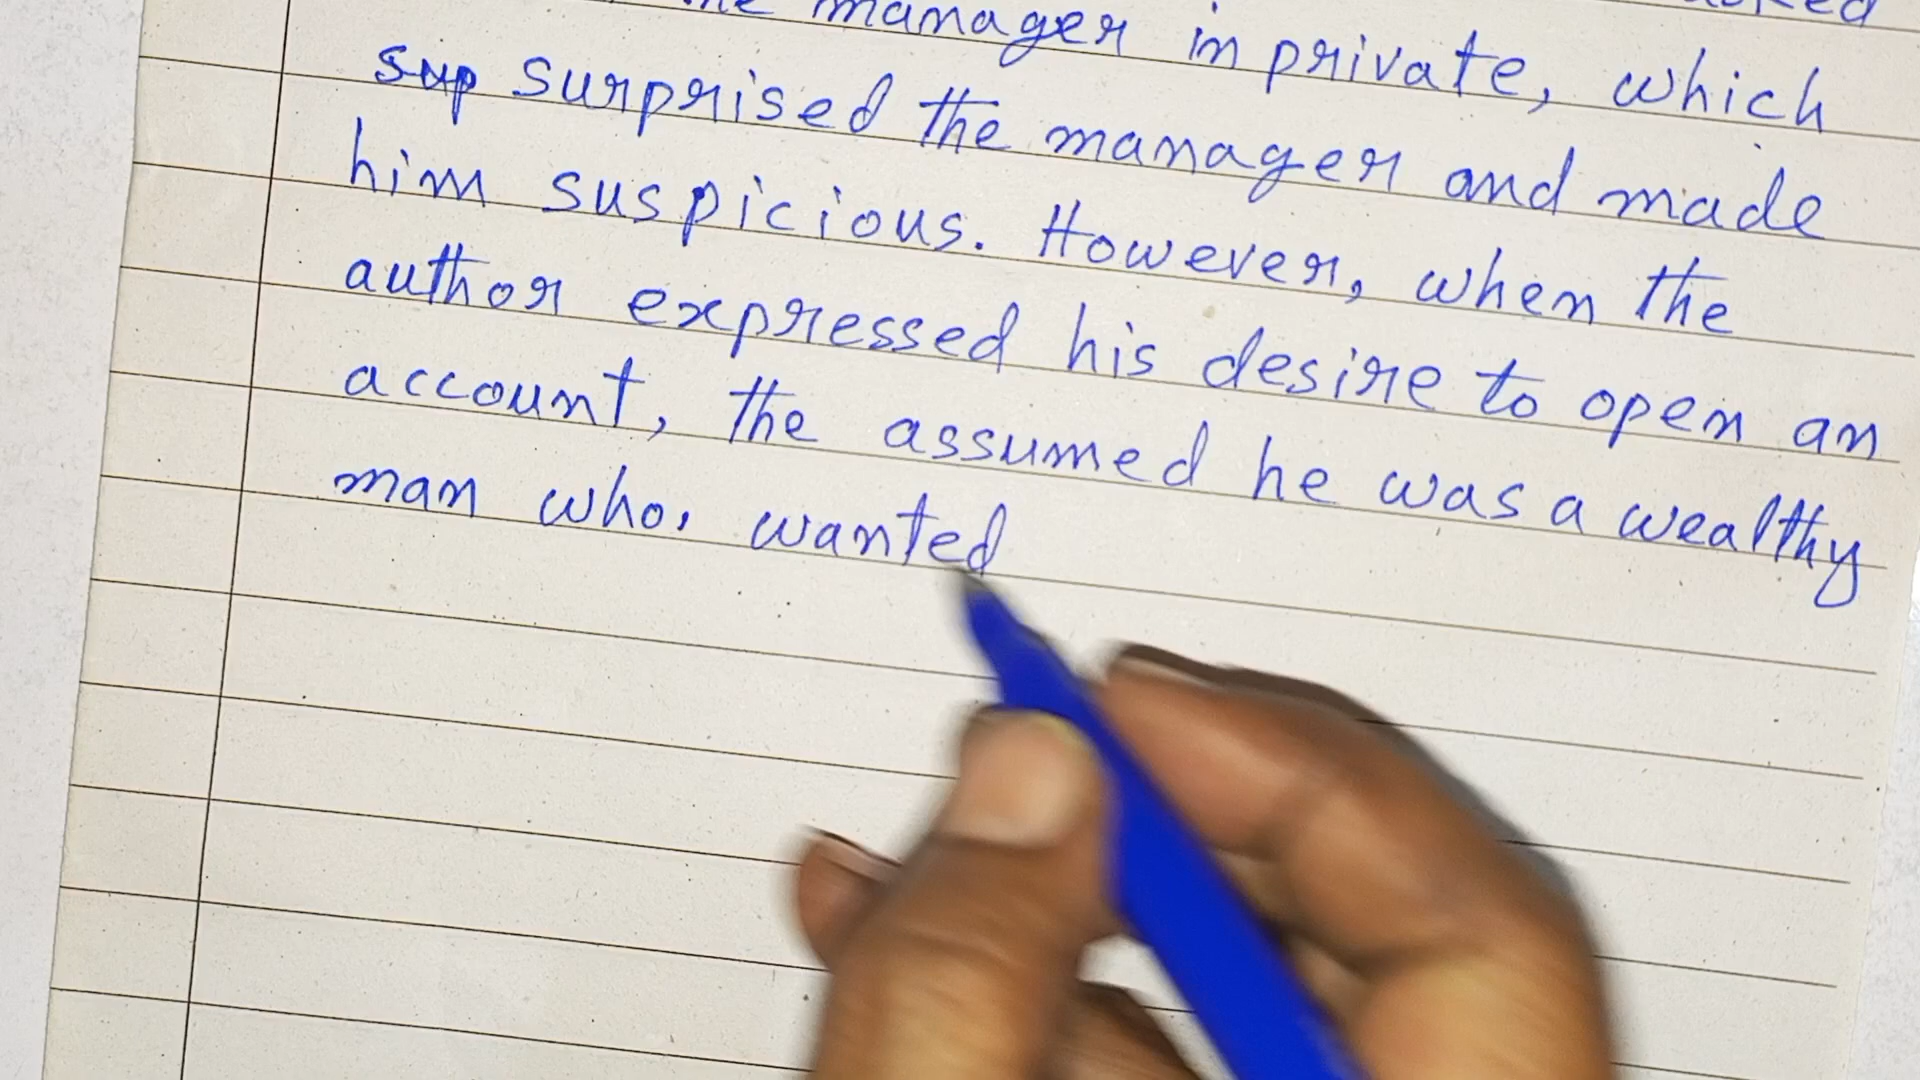 manager in private, which
sup surprised the manager and made
him suspicious. However, when the
author expressed his desire to open an
account, the assumed he was a wealthy
man who. wanted